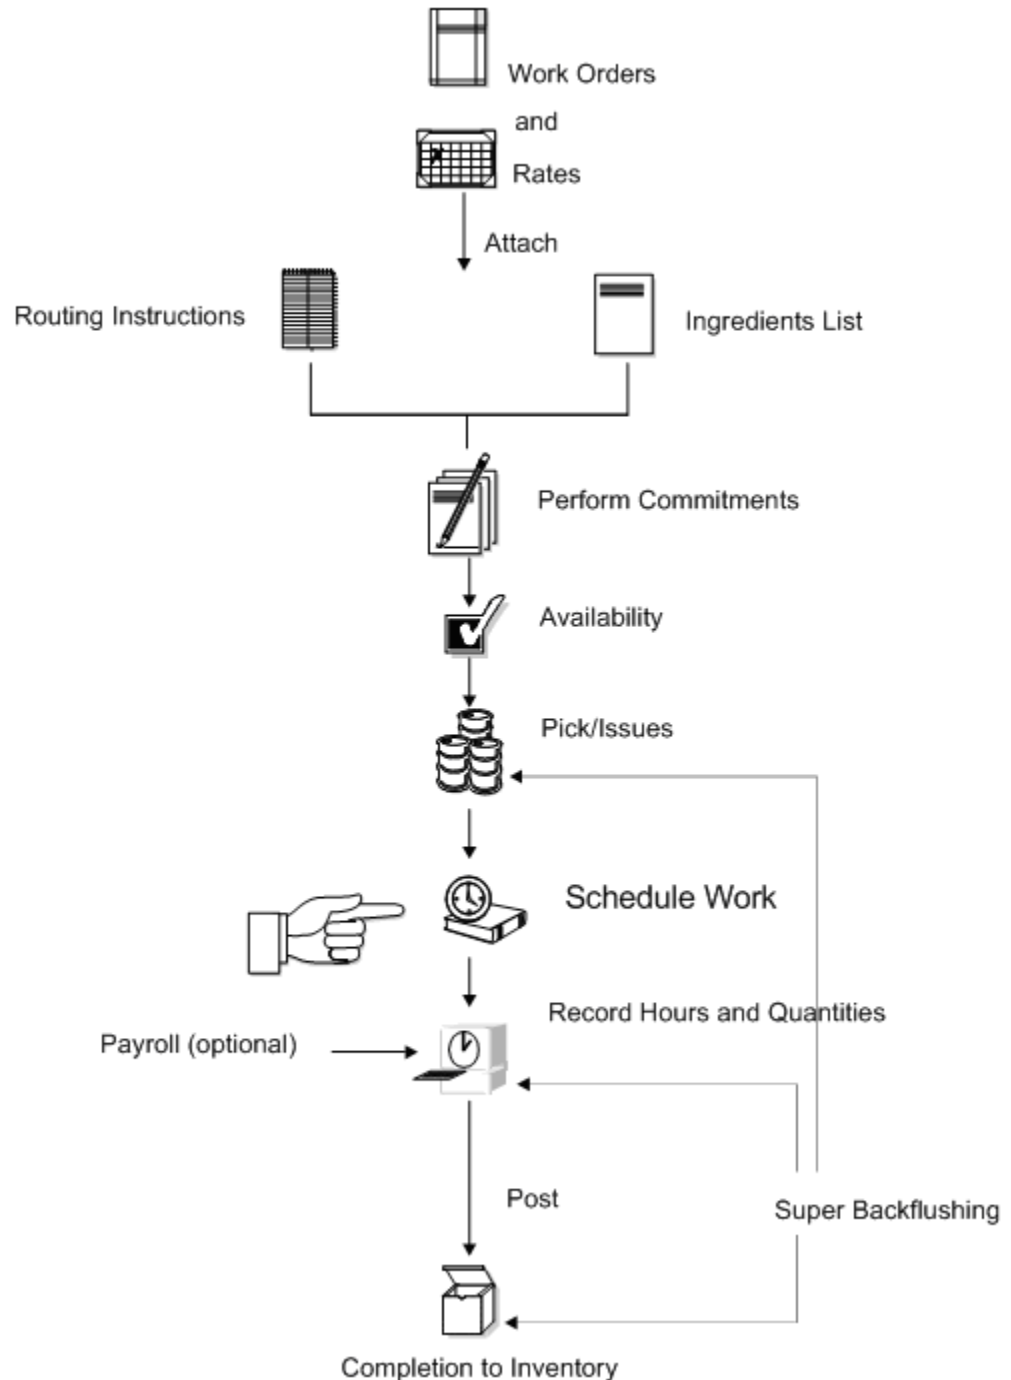 Work Orders
and
Rates
Attach
Routing Instructions
Ingredients List
Perform Commitments
Availability
Pick/Issues
Schedule Work
Record Hours and Quantities
Payroll (optional)
Post
Super Backflushing
Completion to Inventory